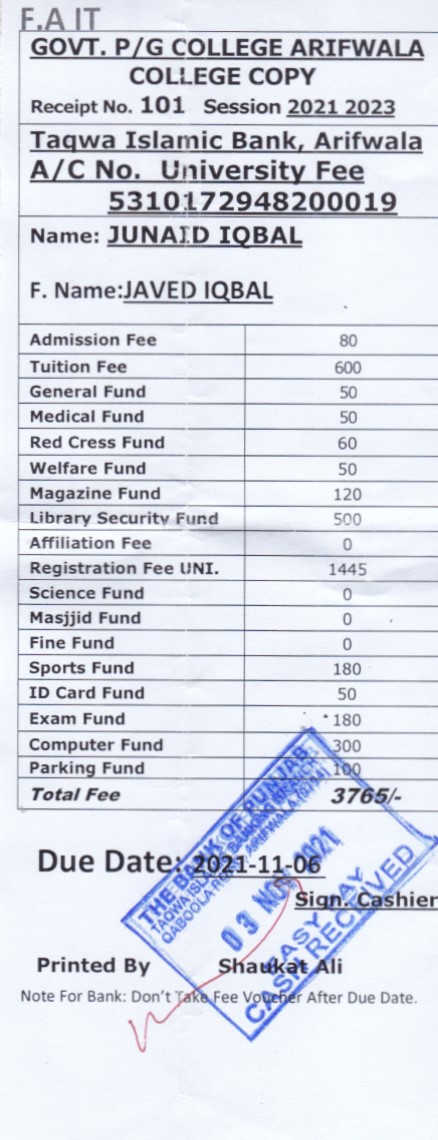 F.A IT
GOVT. P/G COLLEGE ARIFWALA
COLLEGE COPY
Receipt No. 101 Session 2021 2023
Taqwa Islamic Bank, Arifwala
A/C No. University Fee
5310172948200019
Name: JUNAID IQBAL
F. Name:JAVED IQBAL
Admission Fee 80
Tuition Fee 600
General Fund 50
Medical Fund 50
Red Cress Fund 60
Welfare Fund 50
Magazine Fund 120
Library Security Fund 500
Affiliation Fee 0
Registration Fee UNI. 1445
Science Fund 0
Masjjid Fund 0
Fine Fund 0
Sports Fund 180
ID Card Fund 50
Exam Fund 180
Computer Fund 300
Parking Fund 100
Total Fee 3765/-
Due Date: 2021-11-06
Sign. Cashier
THE BANK OF PUNJAB
TAQWA ISLAMIC BANKING BRANCH
QABOOLA ROAD ARIFWALA
03 NOV 2021
EASY WAY
CASH RECEIVED
Printed By Shaukat Ali
Note For Bank: Don't Take Fee Voucher After Due Date.